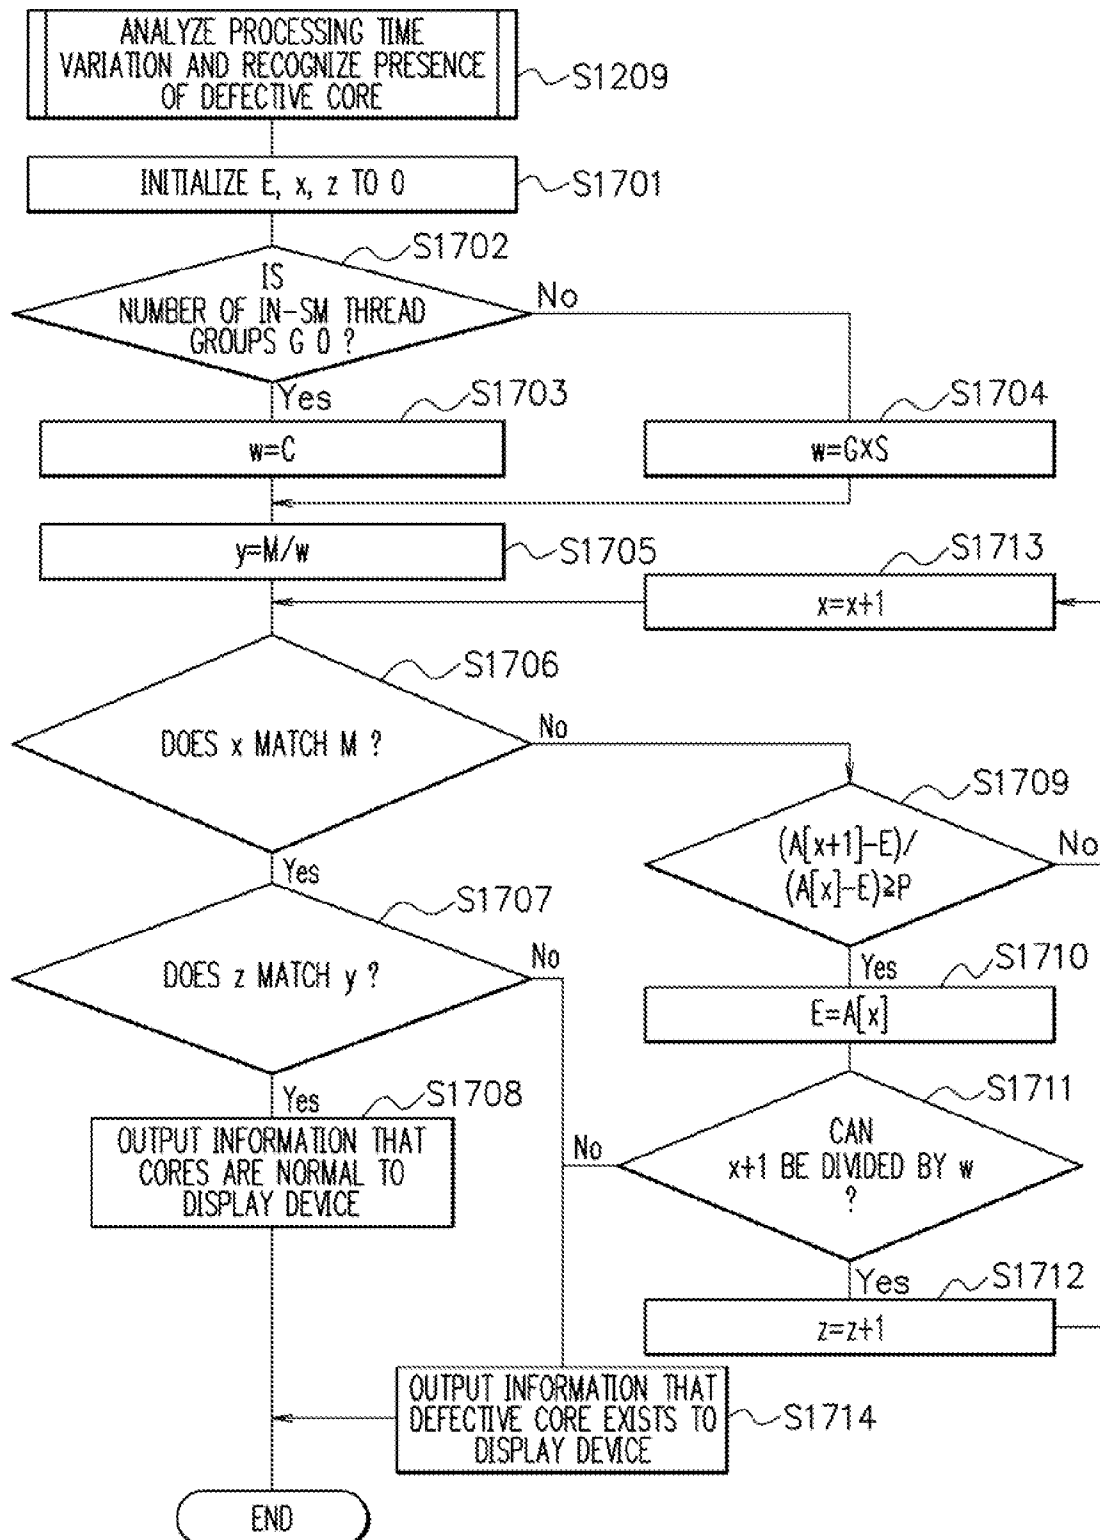 ANALYZE PROCESSING TIME
VARIATION AND RECOGNIZE PRESENCE
OF DEFECTIVE CORE
S1209
INITIALIZE E, x, z TO 0
S1701
S1702
IS
NUMBER OF IN-SM THREAD
GROUPS G 0 ?
No
Yes
S1703
w=C
S1704
w=G×S
y=M/w
S1705
S1713
x=x+1
S1706
DOES x MATCH M ?
No
Yes
S1709
(A[x+1]-E)/
(A[x]-E)≧P
No
Yes
S1707
DOES z MATCH y ?
No
Yes
S1710
E=A[x]
S1711
CAN
x+1 BE DIVIDED BY w
?
No
Yes
S1708
OUTPUT INFORMATION THAT
CORES ARE NORMAL TO
DISPLAY DEVICE
S1712
z=z+1
OUTPUT INFORMATION THAT
DEFECTIVE CORE EXISTS TO
DISPLAY DEVICE
S1714
END